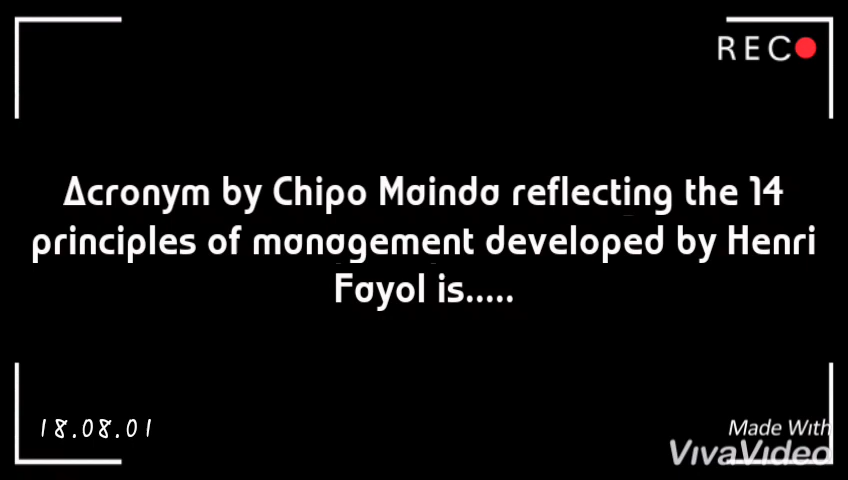 REC
Acronym by Chipo Mainda reflecting the 14
principles of management developed by Henri
Fayol is.....
18.08.01
Made With
VivaVideo